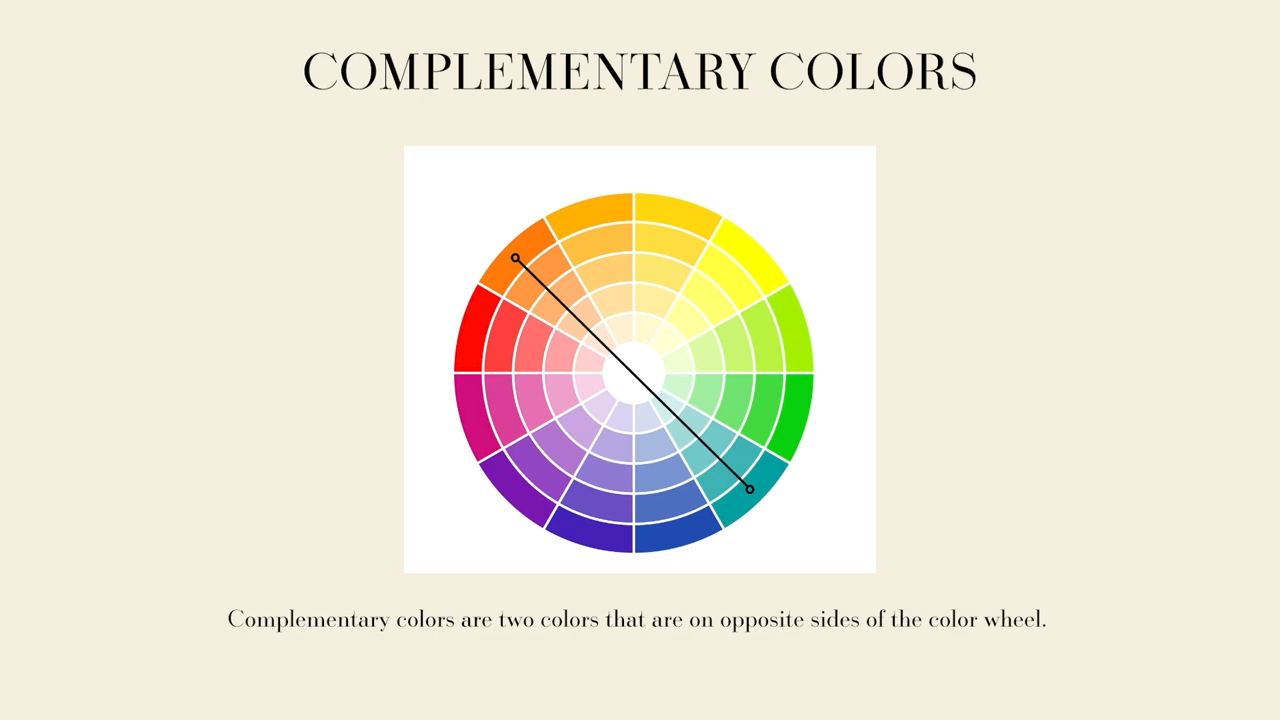 COMPLEMENTARY COLORS
Complementary colors are two colors that are on opposite sides of the color wheel.